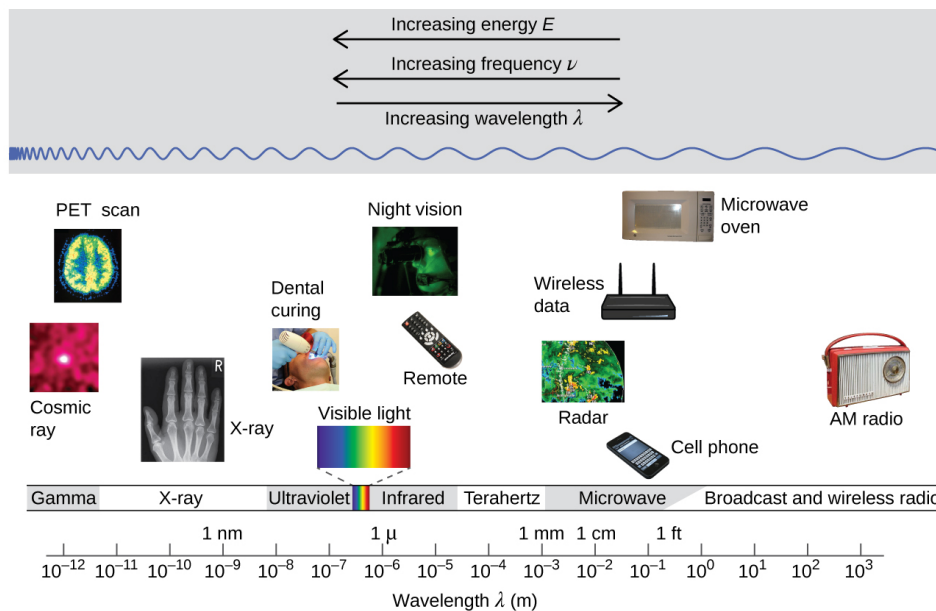 Increasing energy E
Increasing frequency ν
Increasing wavelength λ
PET scan
Night vision
Microwave
oven
Wireless
data
Dental
curing
Cosmic
ray
R
X-ray
Remote
Visible light
Radar
Cell phone
AM radio
Gamma X-ray Ultraviolet Infrared Terahertz Microwave Broadcast and wireless radio
1 nm 1 μ 1 mm 1 cm 1 ft
10⁻¹² 10⁻¹¹ 10⁻¹⁰ 10⁻⁹ 10⁻⁸ 10⁻⁷ 10⁻⁶ 10⁻⁵ 10⁻⁴ 10⁻³ 10⁻² 10⁻¹ 10⁰ 10¹ 10² 10³
Wavelength λ (m)